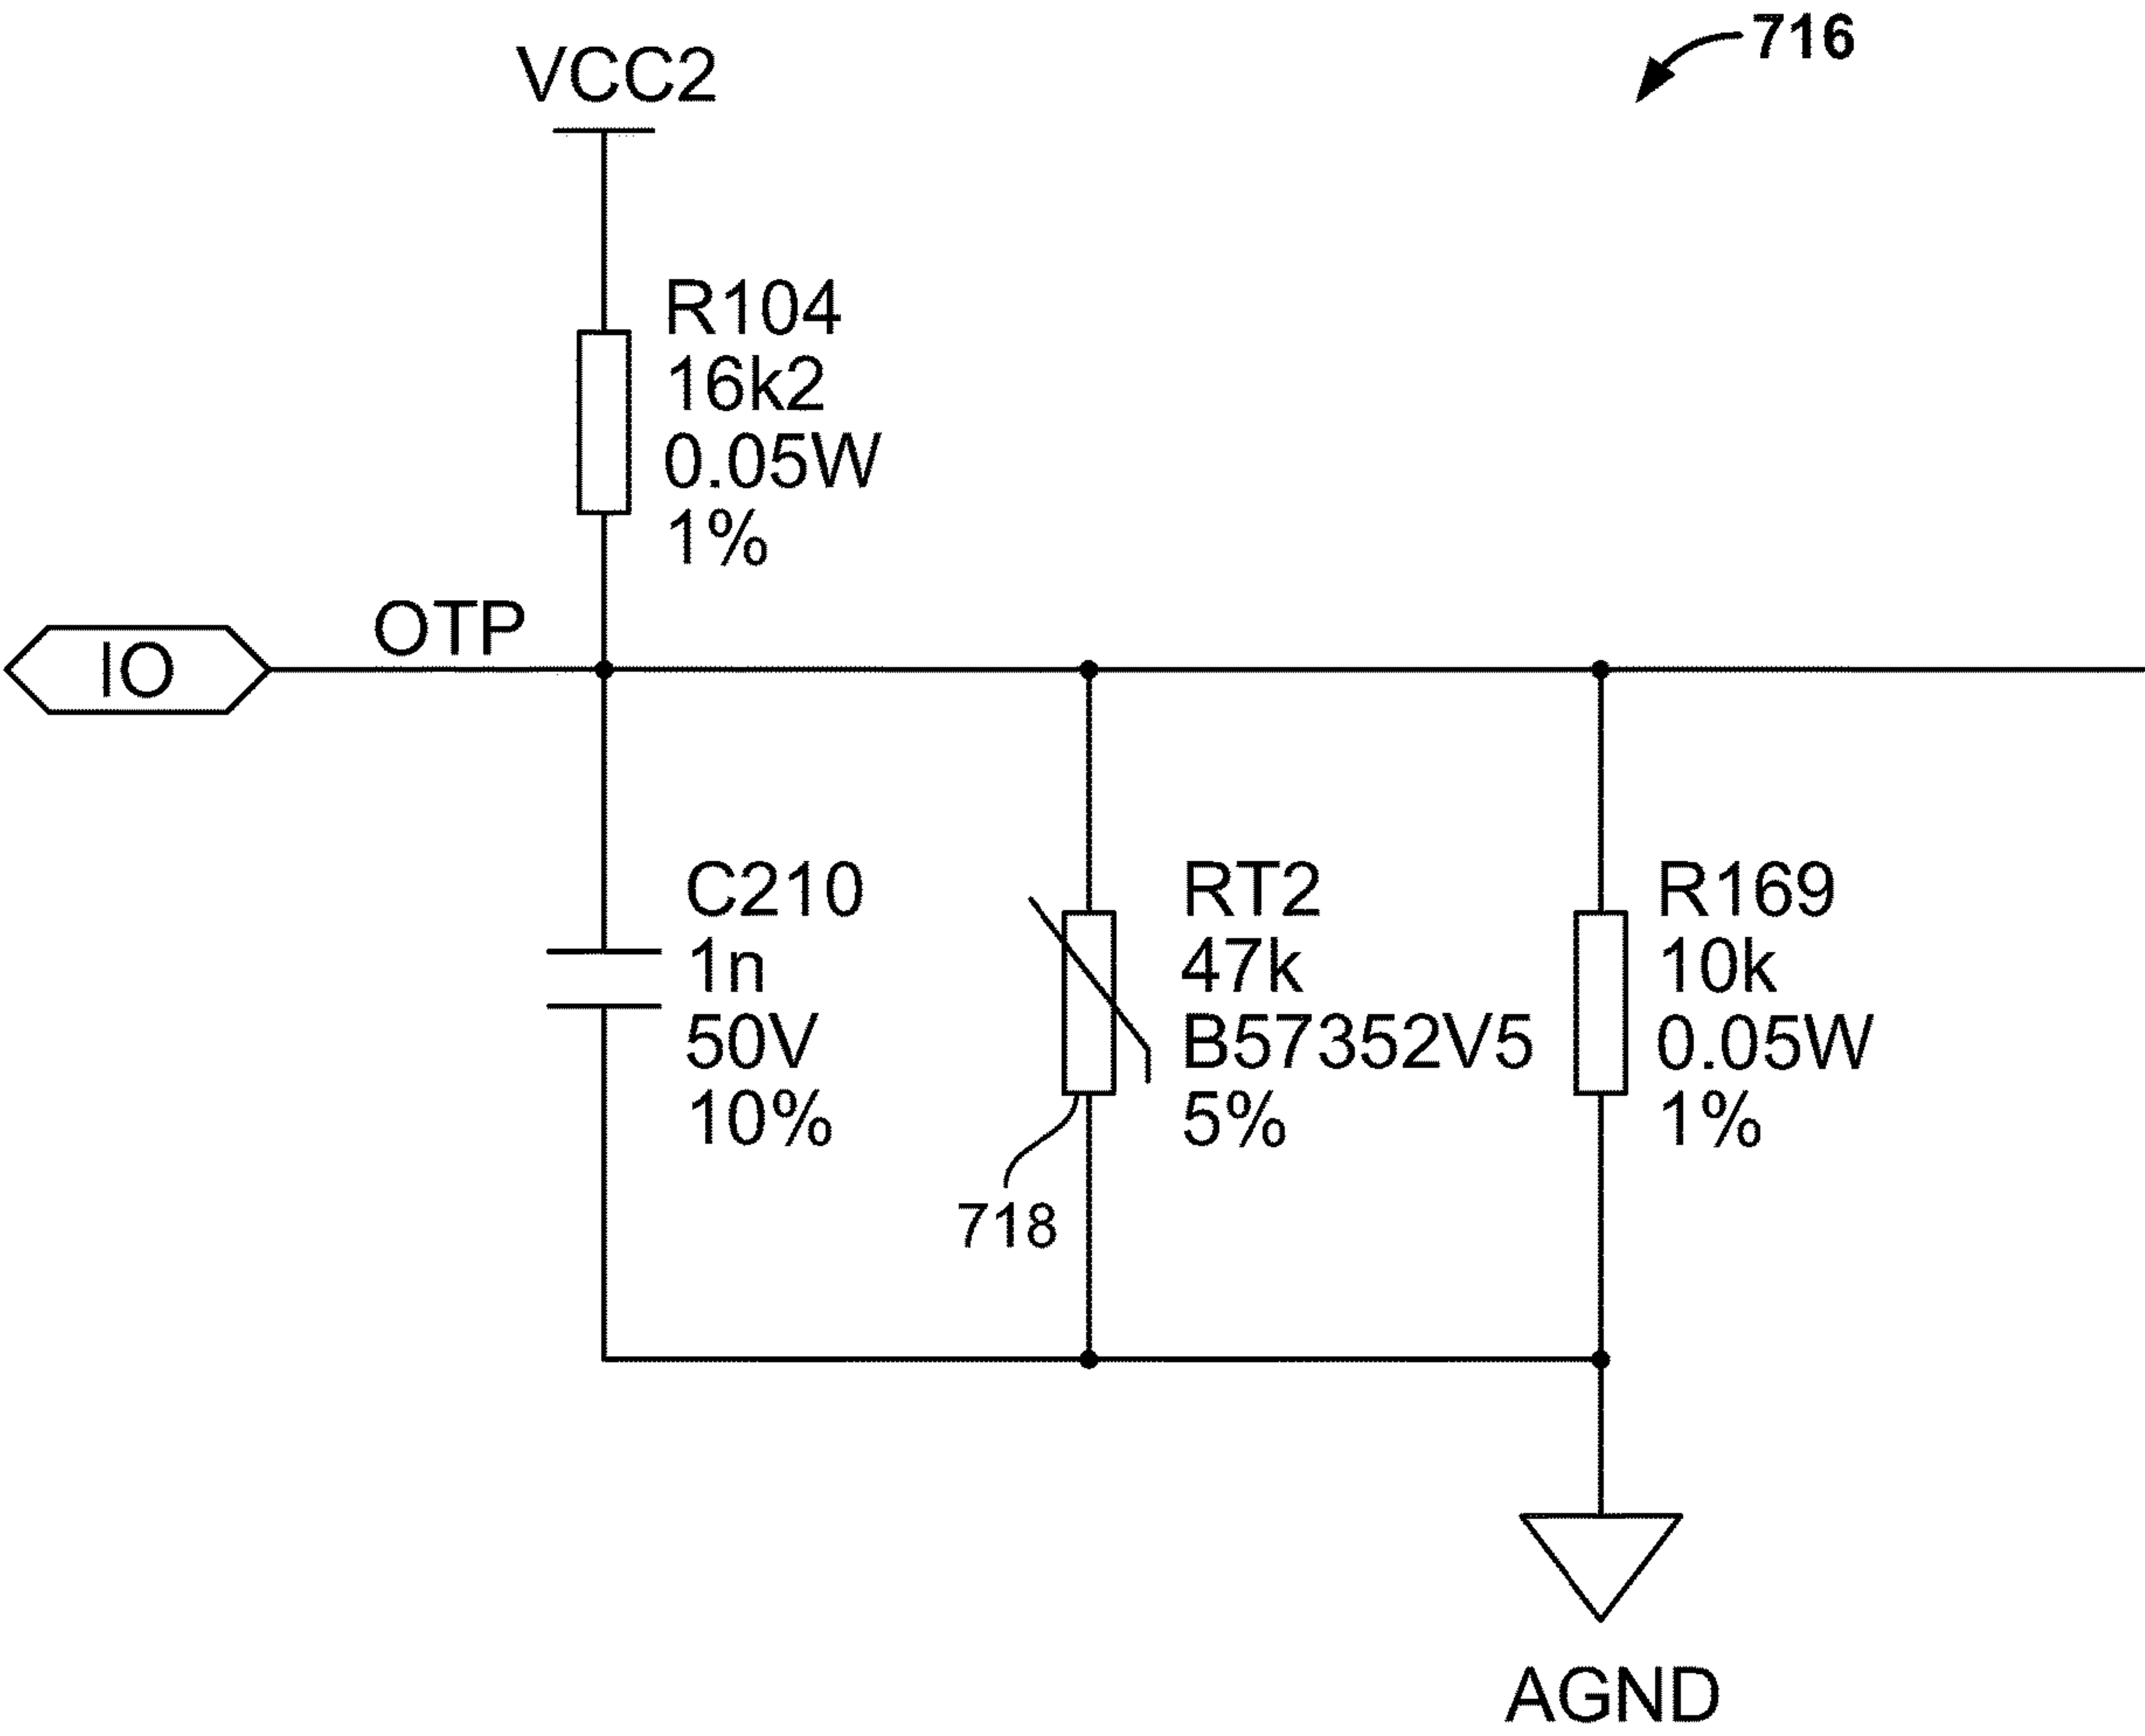 716
VCC2
R104
16k2
0.05W
1%
OTP
IO
C210
1n
50V
10%
RT2
47k
B57352V5
5%
R169
10k
0.05W
1%
718
AGND